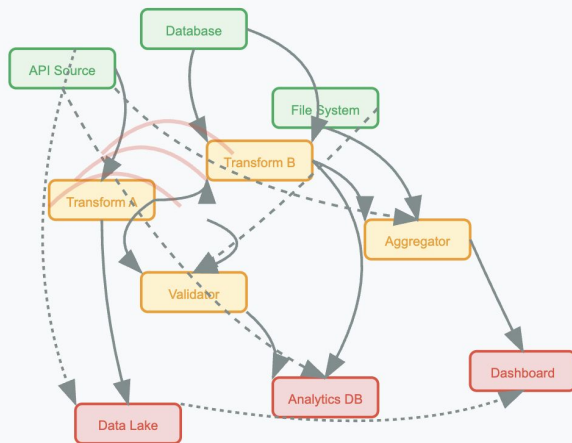 Database
API Source
File System
Transform B
Transform A
Aggregator
Validator
Dashboard
Analytics DB
Data Lake